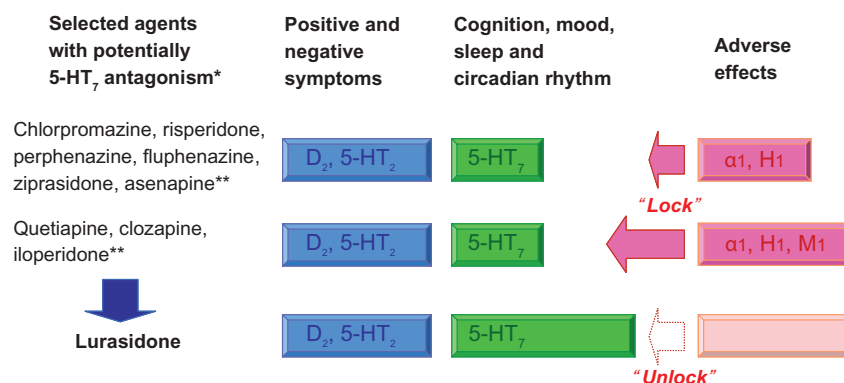 Selected agents
with potentially
5-HT₇ antagonism*
Positive and
negative
symptoms
Cognition, mood,
sleep and
circadian rhythm
Adverse
effects
Chlorpromazine, risperidone,
perphenazine, fluphenazine,
ziprasidone, asenapine**
D₂, 5-HT₂
5-HT₇
α1, H1
"Lock"
Quetiapine, clozapine,
iloperidone**
D₂, 5-HT₂
5-HT₇
α1, H1, M1
Lurasidone
D₂, 5-HT₂
5-HT₇
"Unlock"